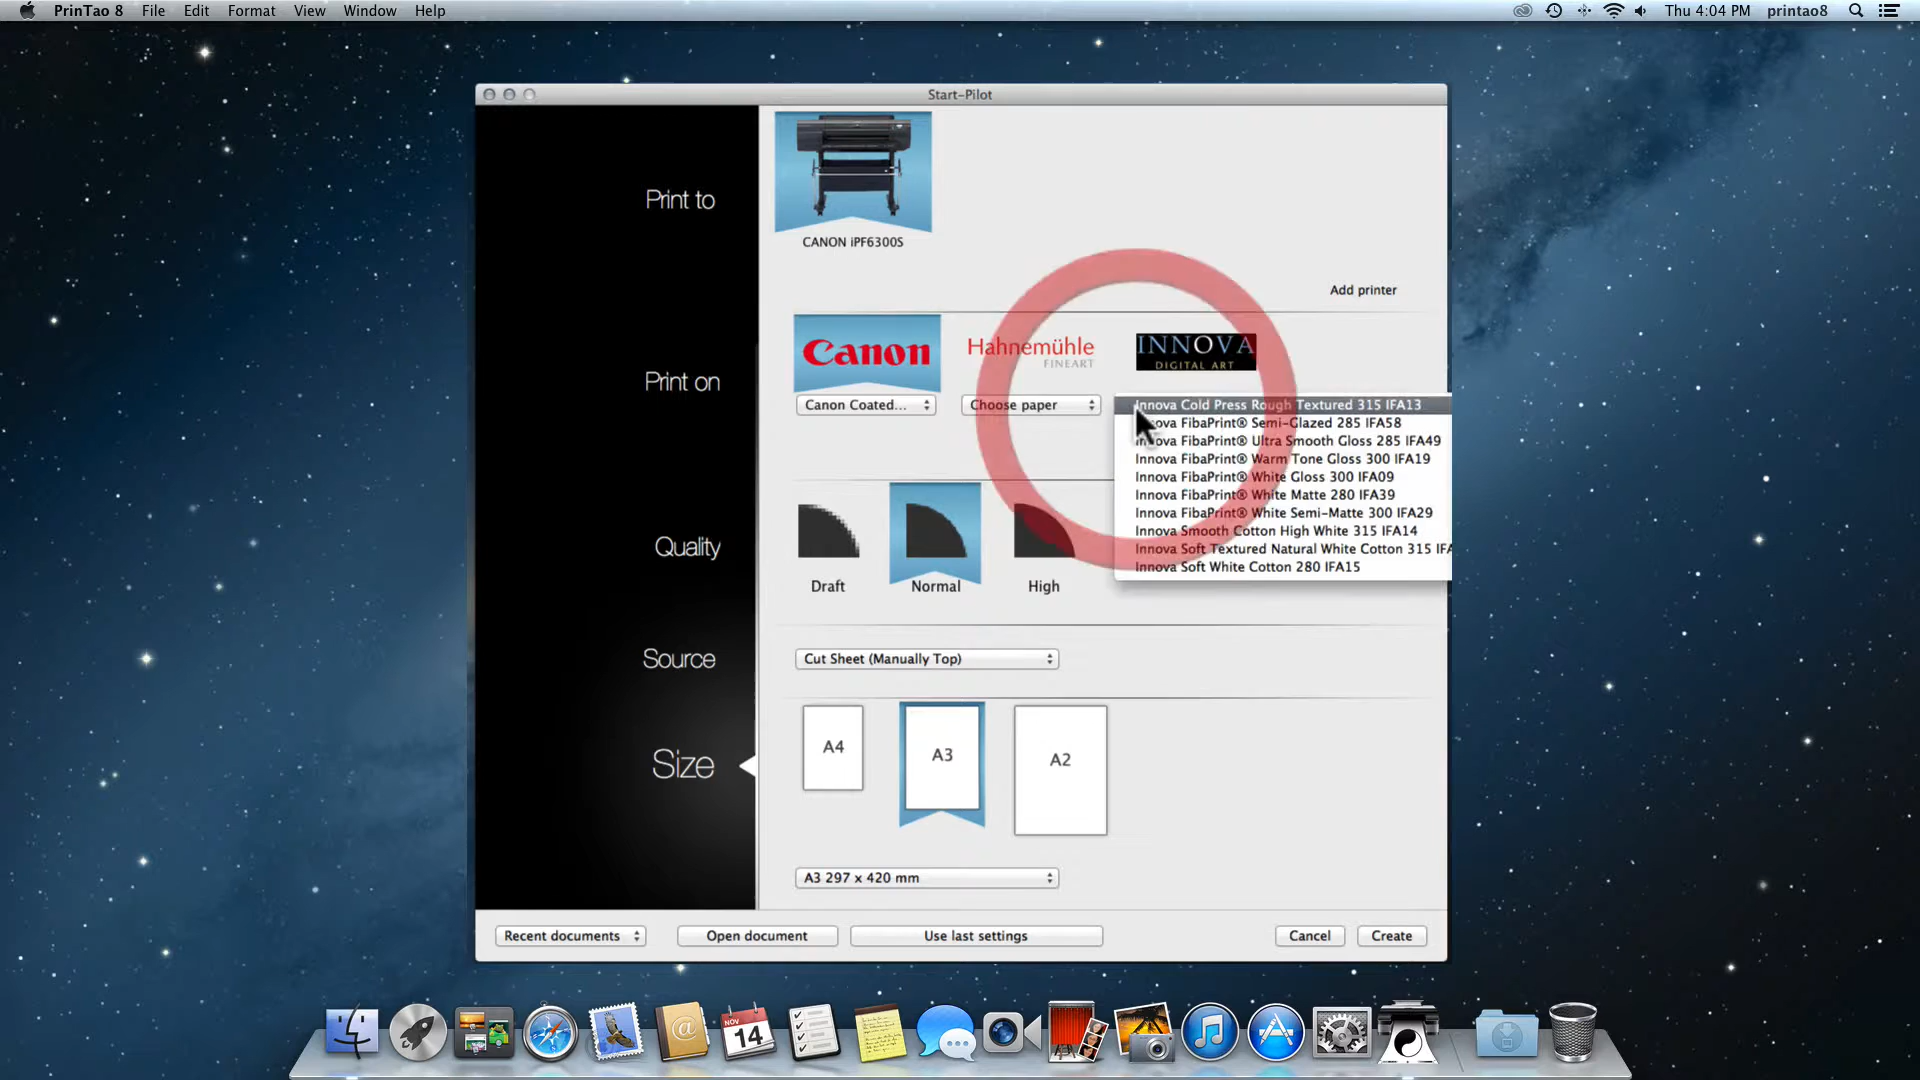 PrinTao 8 File Edit Format View Window Help
Thu 4:04 PM printao8
Start-Pilot
Print to
CANON iPF6300S
Add printer
Print on
Canon
Hahnemühle
FINEART
INNOVA
DIGITAL ART
Canon Coated...
Choose paper
Innova Cold Press Rough Textured 315 IFA13
Innova FibaPrint® Semi-Glazed 285 IFA58
Innova FibaPrint® Ultra Smooth Gloss 285 IFA49
Innova FibaPrint® Warm Tone Gloss 300 IFA19
Innova FibaPrint® White Gloss 300 IFA09
Innova FibaPrint® White Matte 280 IFA39
Innova FibaPrint® White Semi-Matte 300 IFA29
Innova Smooth Cotton High White 315 IFA14
Innova Soft Textured Natural White Cotton 315 IFA
Innova Soft White Cotton 280 IFA15
Quality
Draft
Normal
High
Source
Cut Sheet (Manually Top)
Size
A4
A3
A2
A3 297 x 420 mm
Recent documents
Open document
Use last settings
Cancel
Create
NOV
14